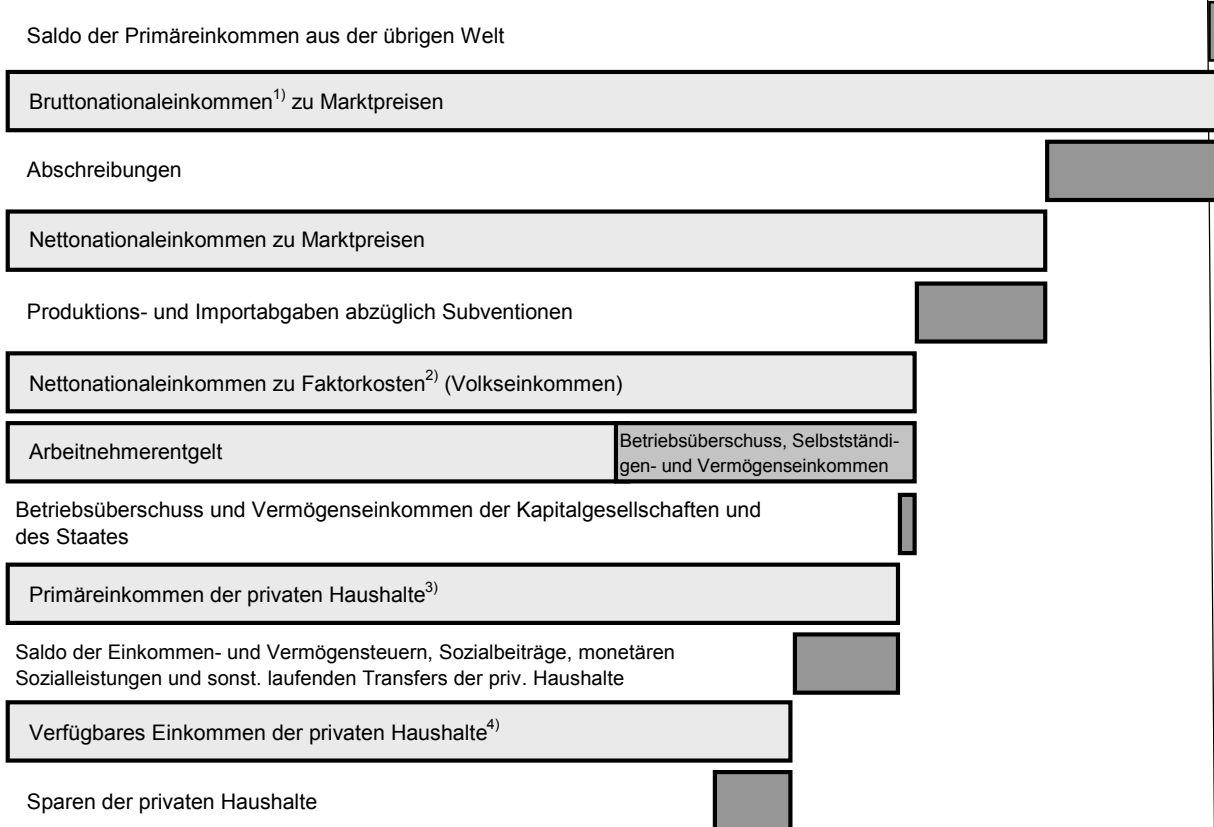 Saldo der Primäreinkommen aus der übrigen Welt
Bruttonationaleinkommen1) zu Marktpreisen
Abschreibungen
Nettonationaleinkommen zu Marktpreisen
Produktions- und Importabgaben abzüglich Subventionen
Nettonationaleinkommen zu Faktorkosten2) (Volkseinkommen)
Arbeitnehmerentgelt
Betriebsüberschuss, Selbstständi-
gen- und Vermögenseinkommen
Betriebsüberschuss und Vermögenseinkommen der Kapitalgesellschaften und
des Staates
Primäreinkommen der privaten Haushalte3)
Saldo der Einkommen- und Vermögensteuern, Sozialbeiträge, monetären
Sozialleistungen und sonst. laufenden Transfers der priv. Haushalte
Verfügbares Einkommen der privaten Haushalte4)
Sparen der privaten Haushalte